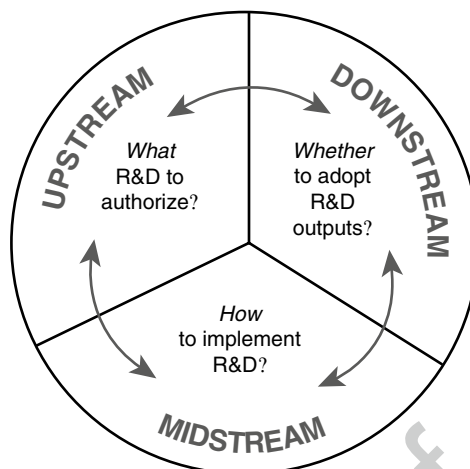 UPSTREAM
What
R&D to
authorize?
DOWNSTREAM
Whether
to adopt
R&D
outputs?
How
to implement
R&D?
MIDSTREAM
f